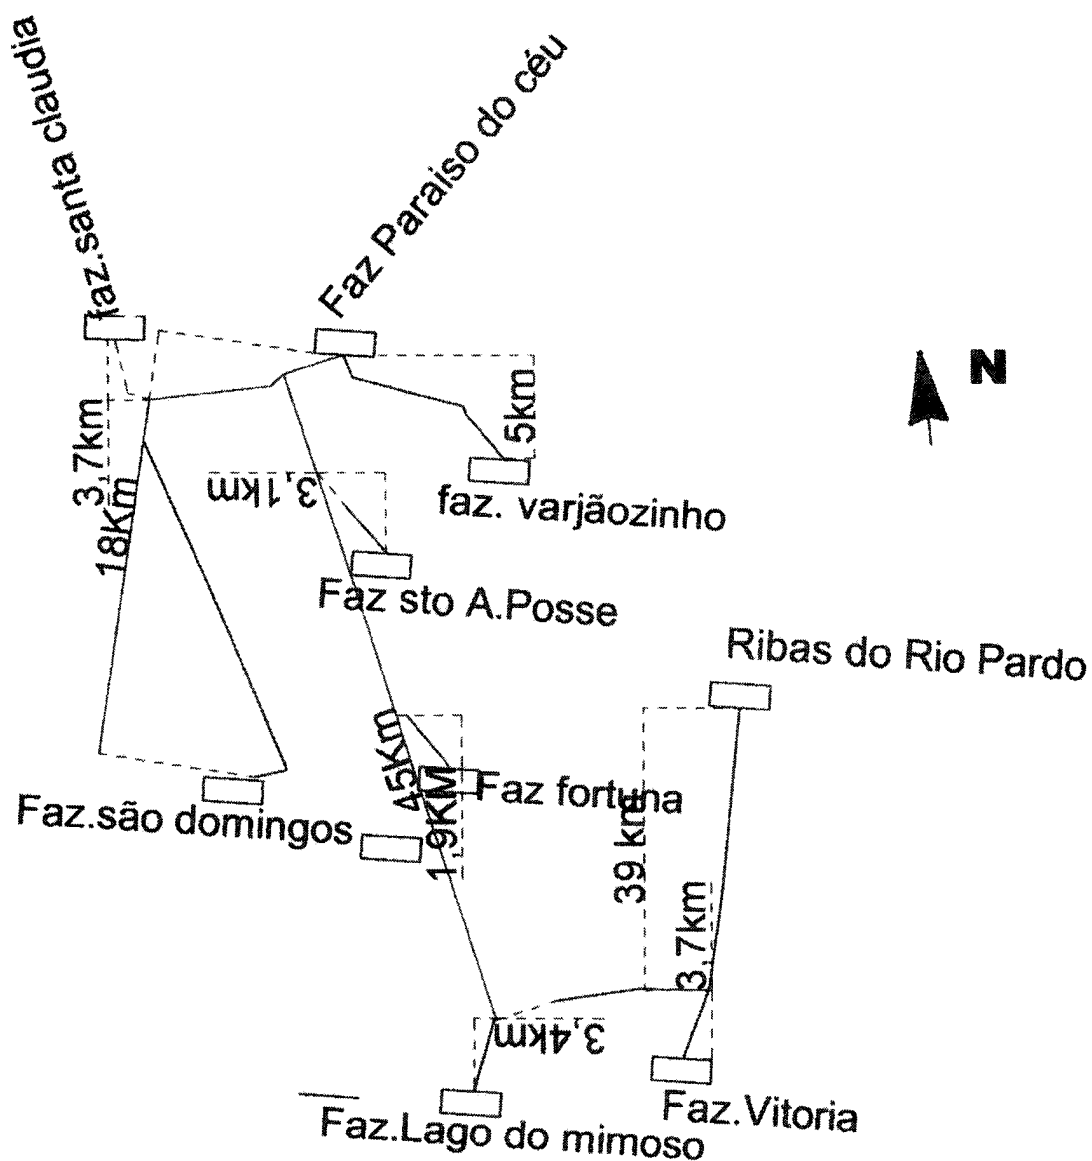 faz.santa claudia
Faz Paraiso do céu
N
5km
3,7km
18Km
3,1km
faz. varjãozinho
Faz sto A.Posse
Ribas do Rio Pardo
45Km
1,9KM
Faz fortuna
Faz.são domingos
39 km
3,7km
3,4km
Faz.Vitoria
Faz.Lago do mimoso